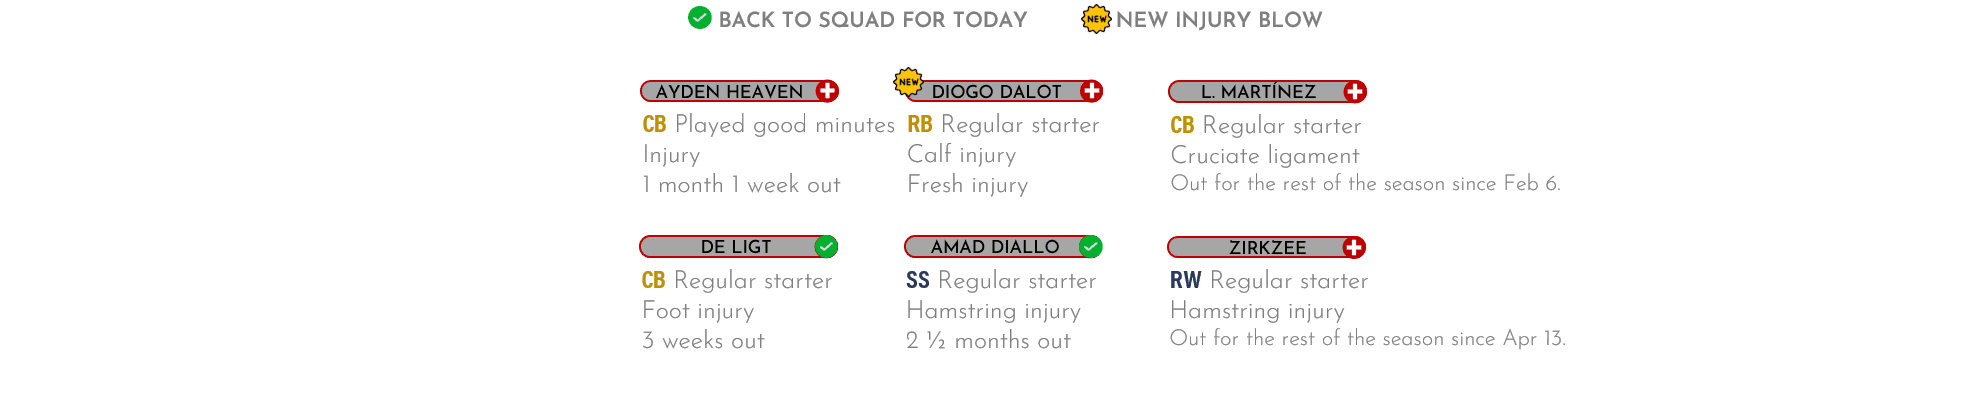 BACK TO SQUAD FOR TODAY
NEW NEW INJURY BLOW
AYDEN HEAVEN
CB Played good minutes
Injury
1 month 1 week out
NEW
DIOGO DALOT
RB Regular starter
Calf injury
Fresh injury
L. MARTÍNEZ
CB Regular starter
Cruciate ligament
Out for the rest of the season since Feb 6.
DE LIGT
CB Regular starter
Foot injury
3 weeks out
AMAD DIALLO
SS Regular starter
Hamstring injury
2 ½ months out
ZIRKZEE
RW Regular starter
Hamstring injury
Out for the rest of the season since Apr 13.